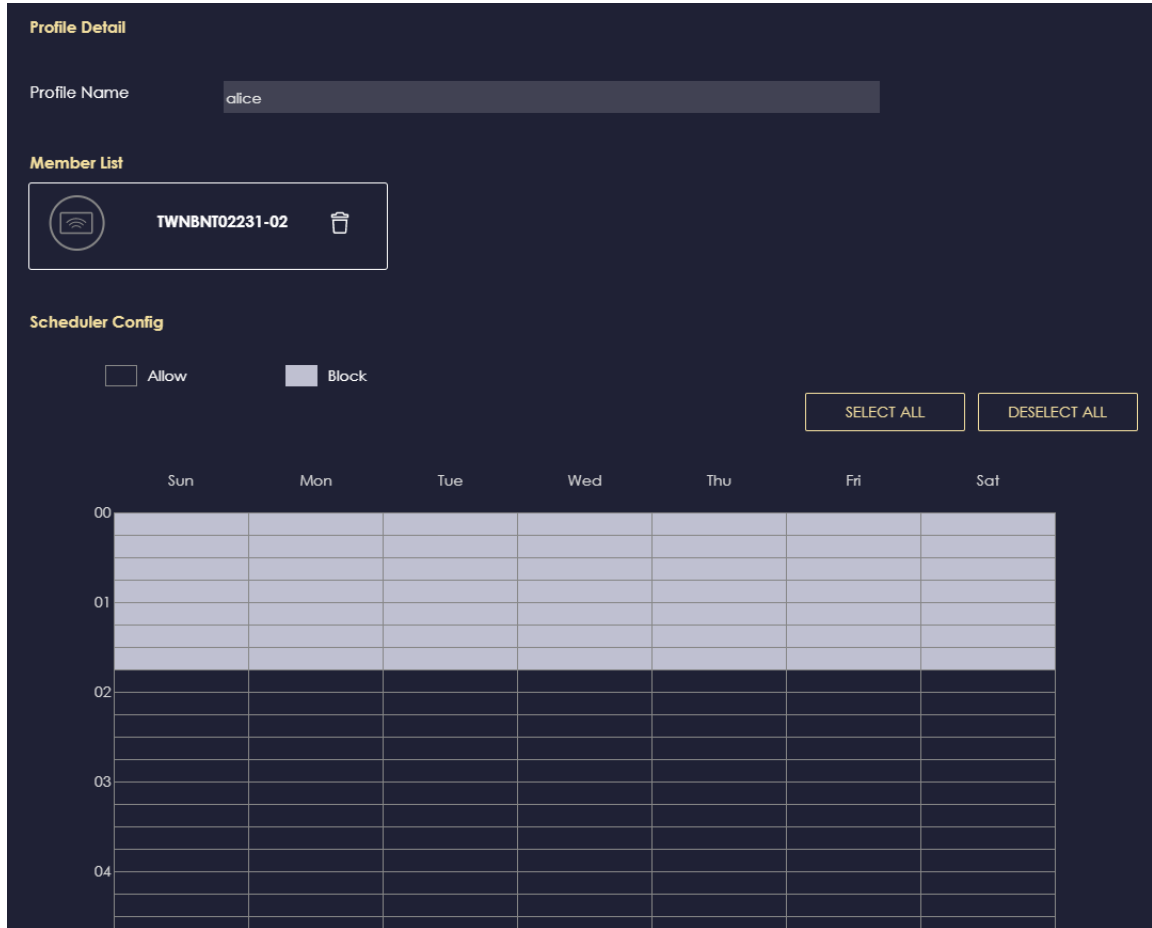 Profile Detail
Profile Name alice
Member List
TWNBNT02231-02
Scheduler Config
Allow Block
SELECT ALL DESELECT ALL
Sun Mon Tue Wed Thu Fri Sat
00
01
02
03
04